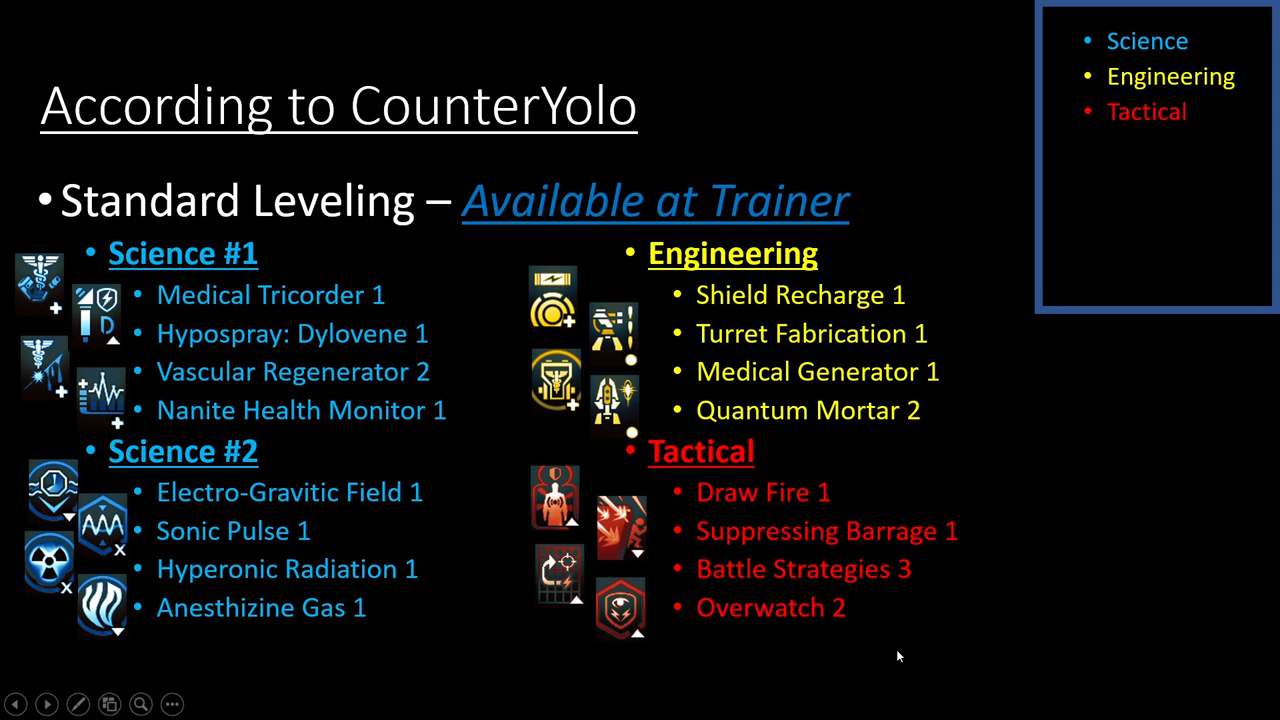 According to CounterYolo
• Standard Leveling – Available at Trainer
• Science #1
• Medical Tricorder 1
• Hypospray: Dylovene 1
• Vascular Regenerator 2
• Nanite Health Monitor 1
• Science #2
• Electro-Gravitic Field 1
• Sonic Pulse 1
• Hyperonic Radiation 1
• Anesthizine Gas 1
• Engineering
• Shield Recharge 1
• Turret Fabrication 1
• Medical Generator 1
• Quantum Mortar 2
• Tactical
• Draw Fire 1
• Suppressing Barrage 1
• Battle Strategies 3
• Overwatch 2
• Science
• Engineering
• Tactical